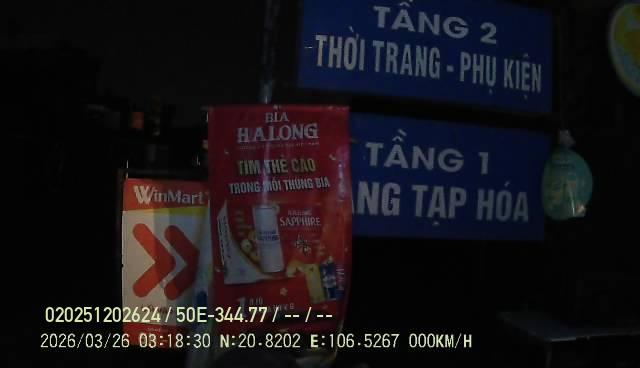 TẦNG 2
THỜI TRANG - PHỤ KIỆN
TẦNG 1
NG TẠP HÓA
BIA
HALONG
TÌM THẺ CÀO
TRONG MỖI THÙNG BIA
SAPPHIRE
WinMart
020251202624 / 50E-344.77 / -- / --
2026/03/26 03:18:30 N:20.8202 E:106.5267 000KM/H